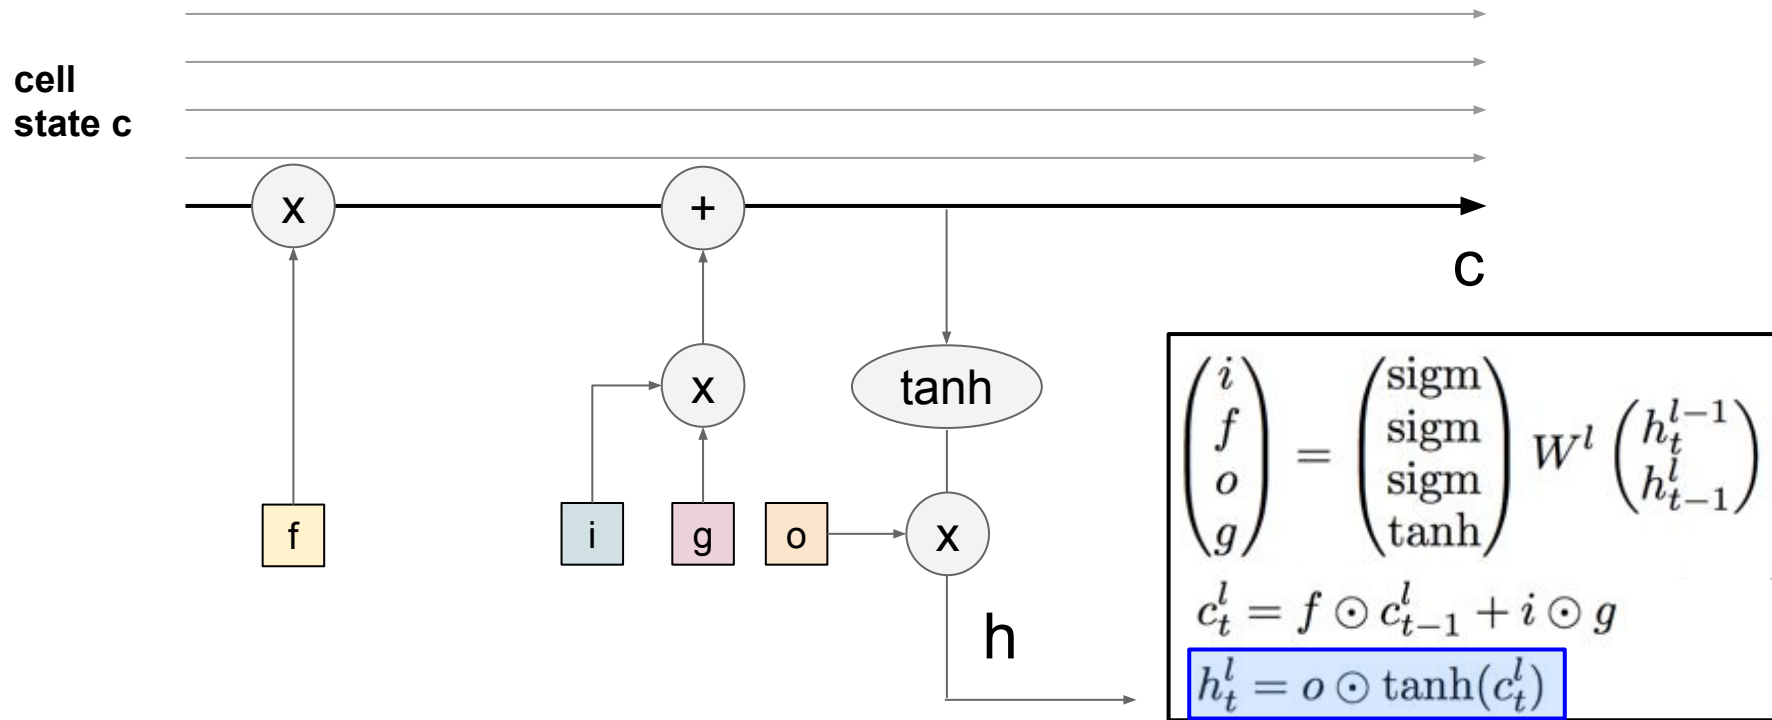 cell
state c
x
+
c
x
tanh
f
i
g
o
x
h
(i f o g) = (sigm sigm sigm tanh) W^l (h_t^{l-1} h_{t-1}^l)
c_t^l = f ⊙ c_{t-1}^l + i ⊙ g
h_t^l = o ⊙ tanh(c_t^l)